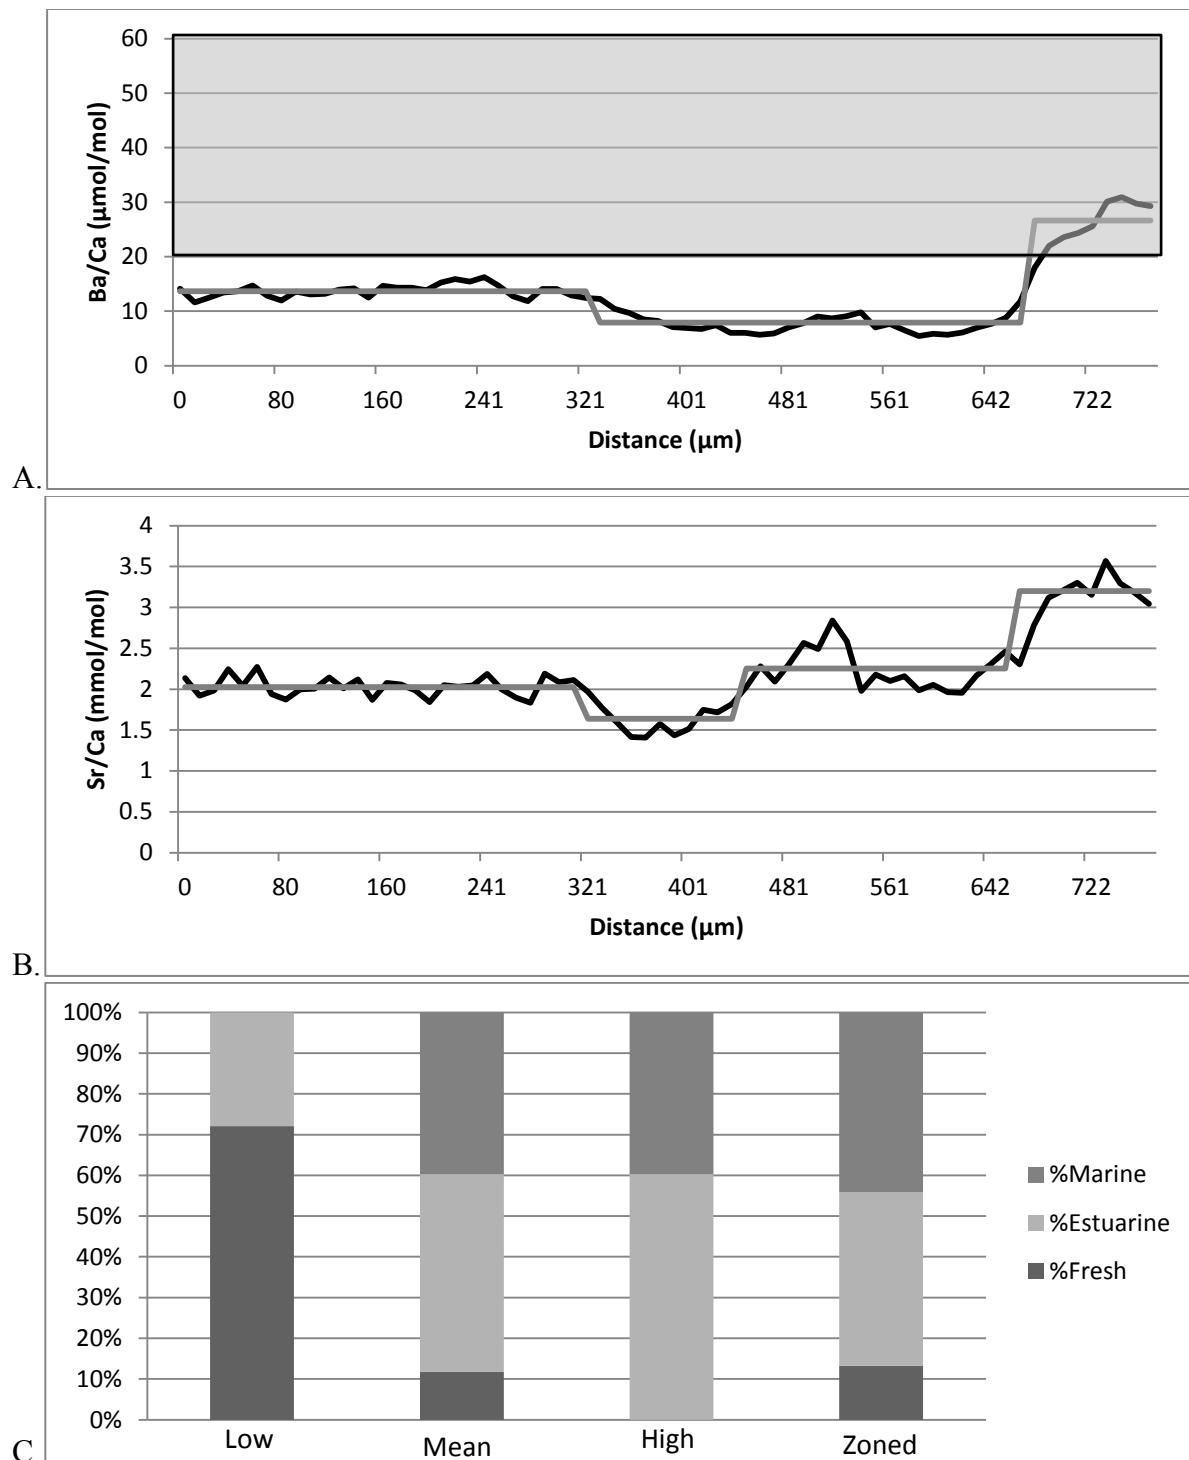 60
50
40
30
20
10
0
Ba/Ca (µmol/mol)
0 80 160 241 321 401 481 561 642 722
Distance (µm)
A.
4
3.5
3
2.5
2
1.5
1
0.5
0
Sr/Ca (mmol/mol)
0 80 160 241 321 401 481 561 642 722
Distance (µm)
B.
100%
90%
80%
70%
60%
50%
40%
30%
20%
10%
0%
%Marine
%Estuarine
%Fresh
Low Mean High Zoned
C